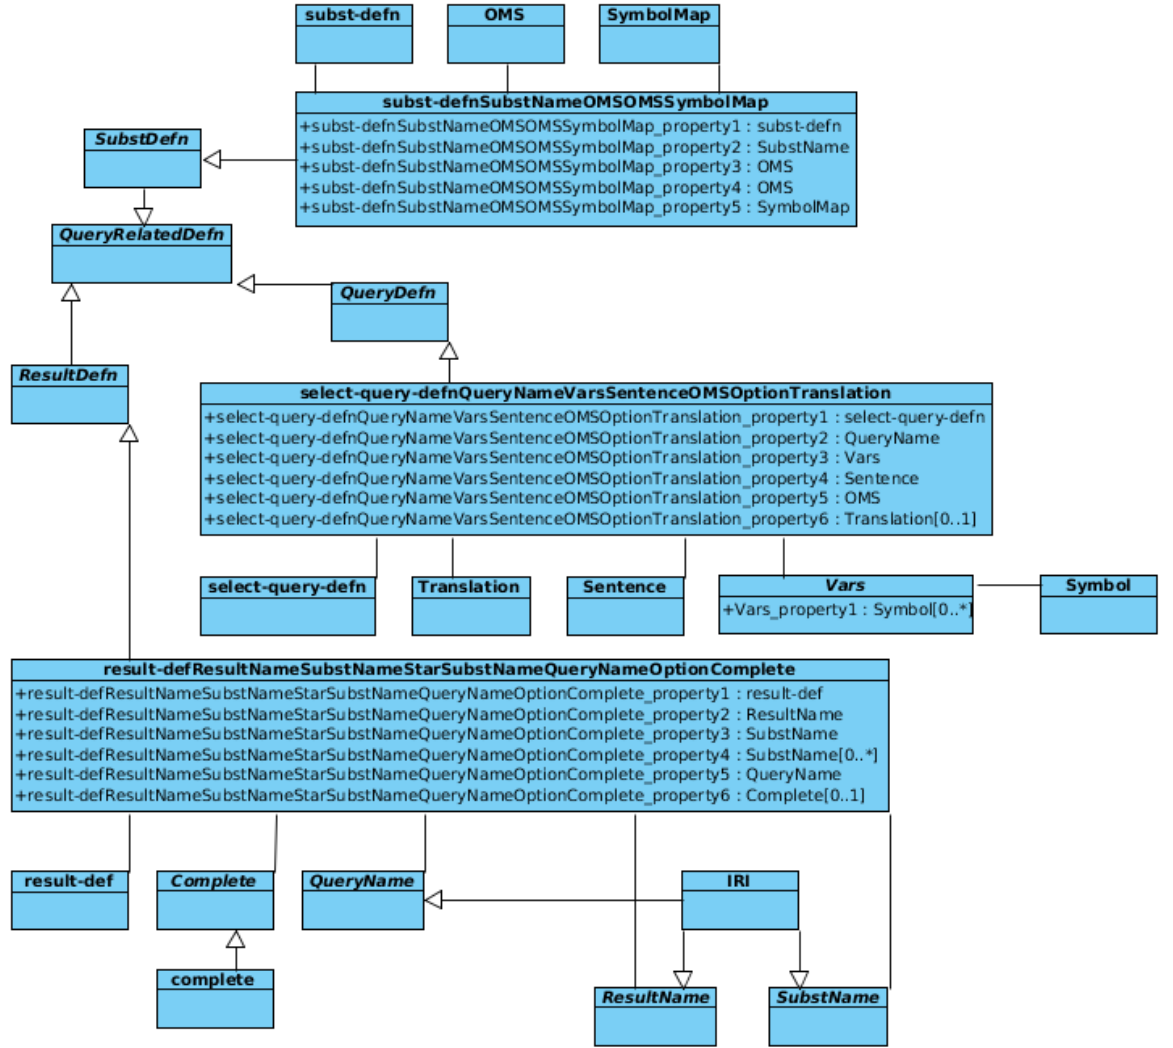 subst-defn
OMS
SymbolMap
subst-defnSubstNameOMSOMSSymbolMap
+subst-defnSubstNameOMSOMSSymbolMap_property1 : subst-defn
+subst-defnSubstNameOMSOMSSymbolMap_property2 : SubstName
+subst-defnSubstNameOMSOMSSymbolMap_property3 : OMS
+subst-defnSubstNameOMSOMSSymbolMap_property4 : OMS
+subst-defnSubstNameOMSOMSSymbolMap_property5 : SymbolMap
SubstDefn
QueryRelatedDefn
QueryDefn
ResultDefn
select-query-defnQueryNameVarsSentenceOMSOptionTranslation
+select-query-defnQueryNameVarsSentenceOMSOptionTranslation_property1 : select-query-defn
+select-query-defnQueryNameVarsSentenceOMSOptionTranslation_property2 : QueryName
+select-query-defnQueryNameVarsSentenceOMSOptionTranslation_property3 : Vars
+select-query-defnQueryNameVarsSentenceOMSOptionTranslation_property4 : Sentence
+select-query-defnQueryNameVarsSentenceOMSOptionTranslation_property5 : OMS
+select-query-defnQueryNameVarsSentenceOMSOptionTranslation_property6 : Translation[0..1]
select-query-defn
Translation
Sentence
Vars
+Vars_property1 : Symbol[0..*]
Symbol
result-defResultNameSubstNameStarSubstNameQueryNameOptionComplete
+result-defResultNameSubstNameStarSubstNameQueryNameOptionComplete_property1 : result-def
+result-defResultNameSubstNameStarSubstNameQueryNameOptionComplete_property2 : ResultName
+result-defResultNameSubstNameStarSubstNameQueryNameOptionComplete_property3 : SubstName
+result-defResultNameSubstNameStarSubstNameQueryNameOptionComplete_property4 : SubstName[0..*]
+result-defResultNameSubstNameStarSubstNameQueryNameOptionComplete_property5 : QueryName
+result-defResultNameSubstNameStarSubstNameQueryNameOptionComplete_property6 : Complete[0..1]
result-def
Complete
QueryName
IRI
complete
ResultName
SubstName